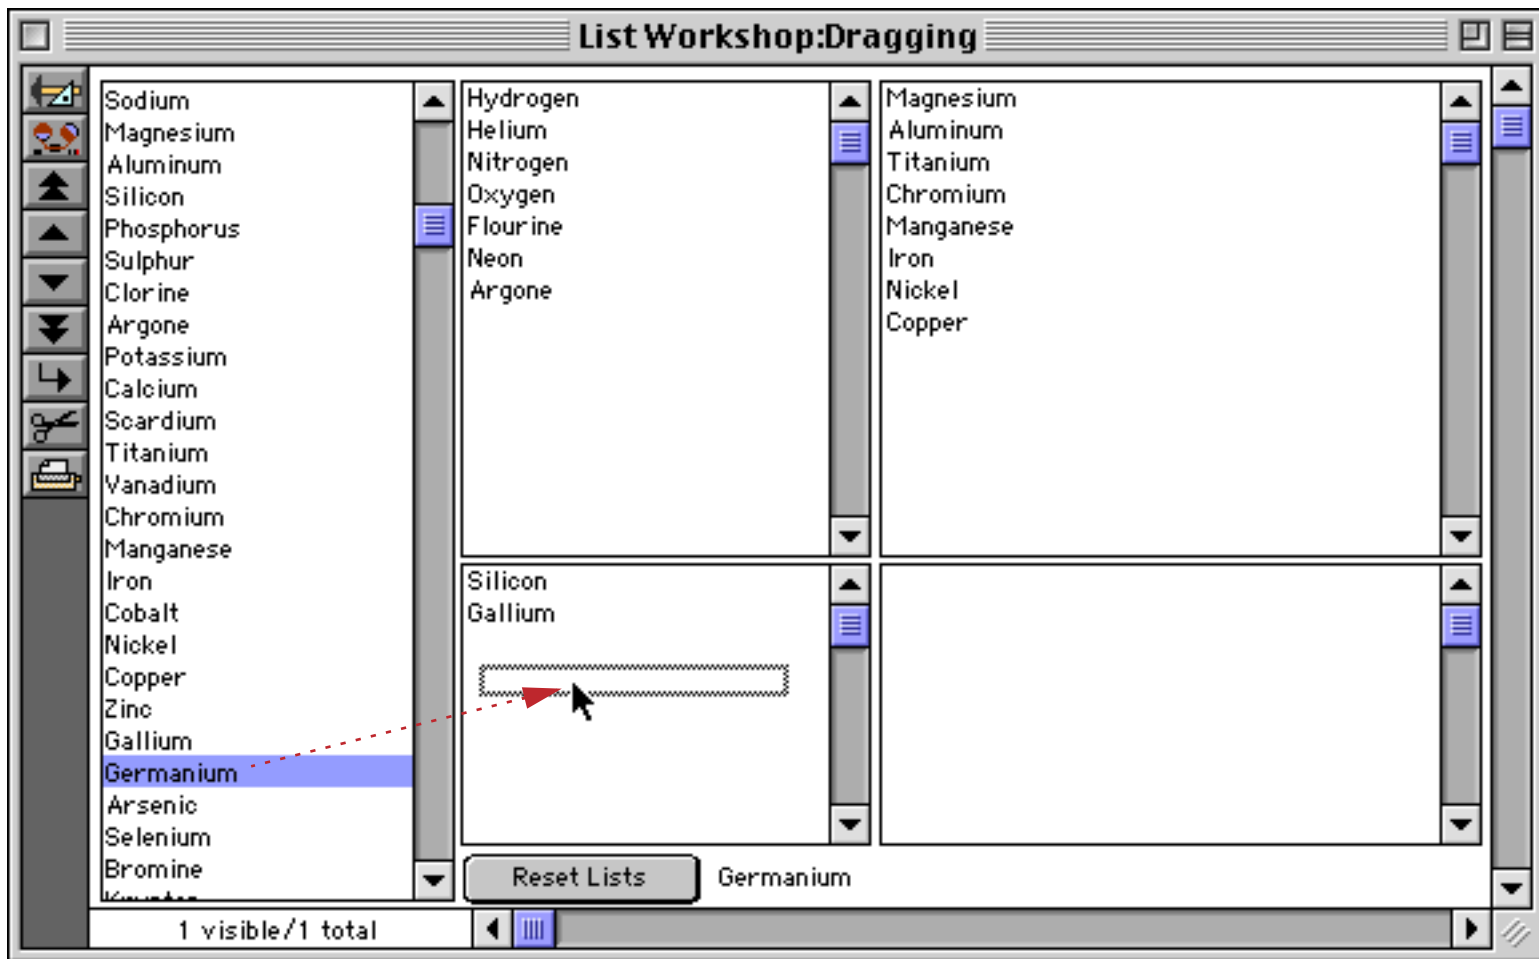 List Workshop:Dragging
Sodium
Magnesium
Aluminum
Silicon
Phosphorus
Sulphur
Clorine
Argone
Potassium
Calcium
Scardium
Titanium
Vanadium
Chromium
Manganese
Iron
Cobalt
Nickel
Copper
Zinc
Gallium
Germanium
Arsenic
Selenium
Bromine
Hydrogen
Helium
Nitrogen
Oxygen
Flourine
Neon
Argone
Magnesium
Aluminum
Titanium
Chromium
Manganese
Iron
Nickel
Copper
Silicon
Gallium
Reset Lists
Germanium
1 visible/1 total